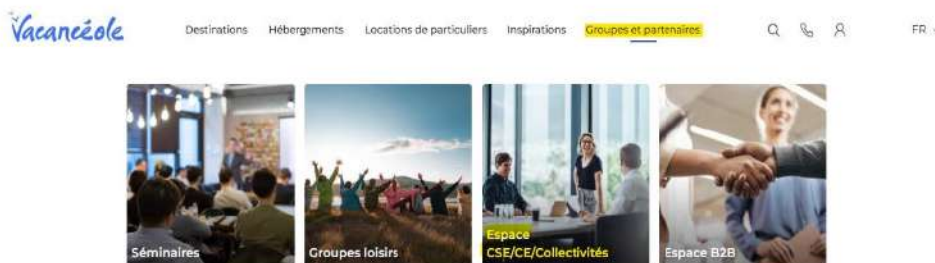 Vacancéole
Destinations Hébergements Locations de particuliers Inspirations Groupes et partenaires FR
Séminaires
Groupes loisirs
Espace
CSE/CE/Collectivités
Espace B2B